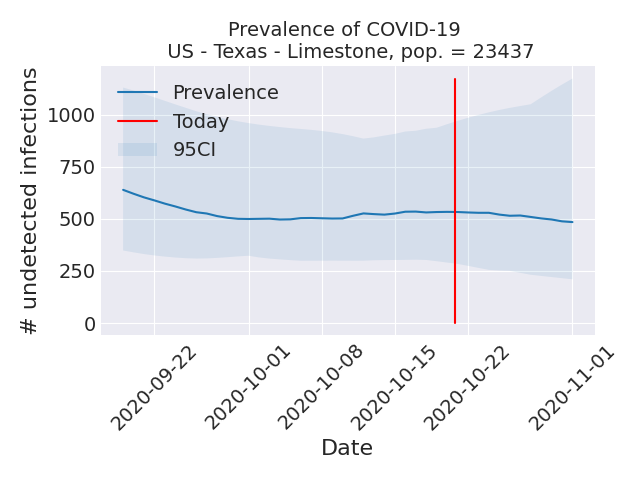 Prevalence of COVID-19
US - Texas - Limestone, pop. = 23437
# undetected infections
1000
750
500
250
0
Prevalence
Today
95CI
2020-09-22
2020-10-01
2020-10-08
2020-10-15
2020-10-22
2020-11-01
Date